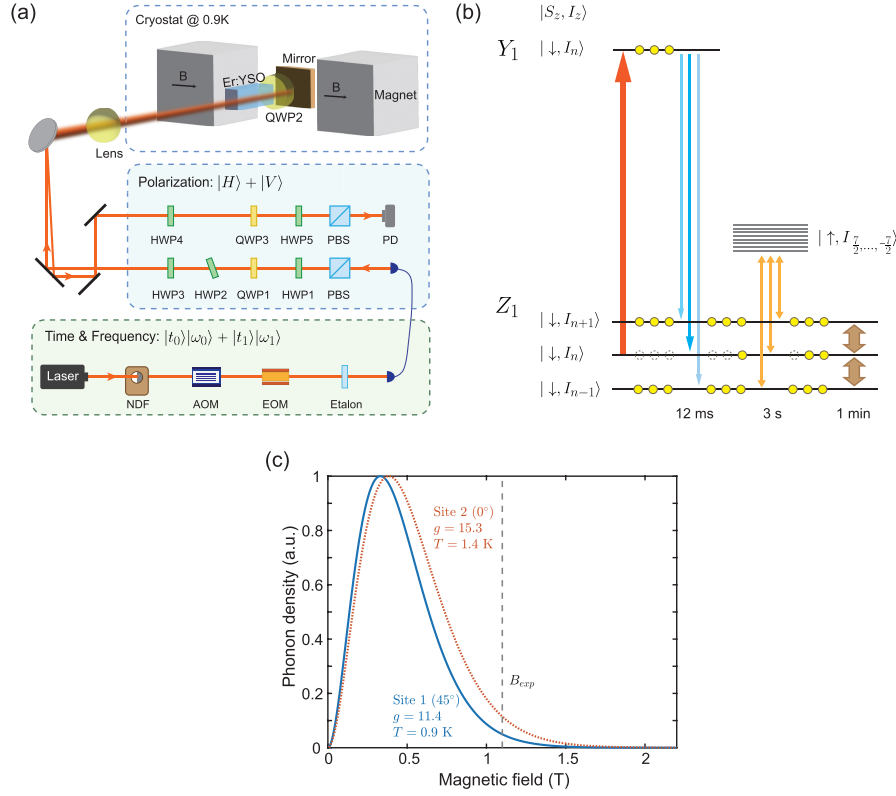 (a)
Cryostat @ 0.9K
B
Er:YSO
Mirror
B
Magnet
QWP2
Lens
Polarization: |H⟩ + |V⟩
HWP4 QWP3 HWP5 PBS PD
HWP3 HWP2 QWP1 HWP1 PBS
Time & Frequency: |t₀⟩|ω₀⟩ + |t₁⟩|ω₁⟩
Laser
NDF AOM EOM Etalon
(b)
|S_z, I_z⟩
Y₁
|↓, I_n⟩
|↑, I_{7/2,...,-7/2}⟩
Z₁
|↓, I_{n+1}⟩
|↓, I_n⟩
|↓, I_{n−1}⟩
12 ms 3 s 1 min
(c)
Phonon density (a.u.)
1
0.8
0.6
0.4
0.2
0
Site 2 (0°)
g = 15.3
T = 1.4 K
B_{exp}
Site 1 (45°)
g = 11.4
T = 0.9 K
0 0.5 1 1.5 2
Magnetic field (T)